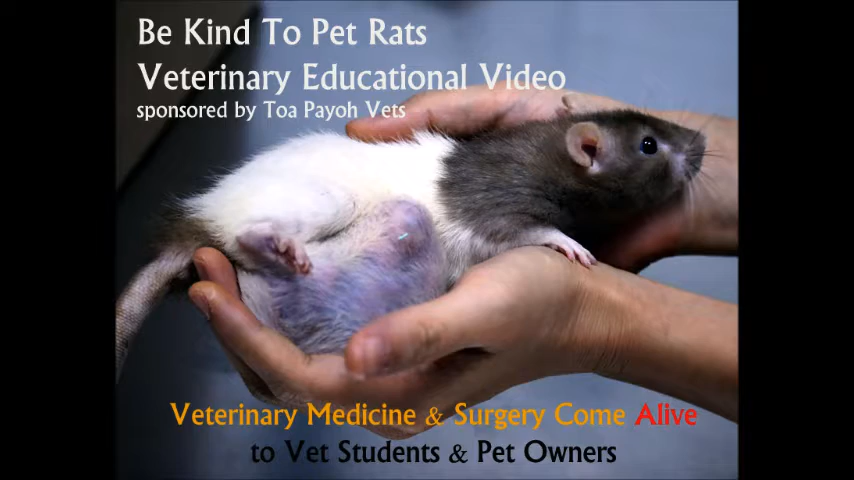 Be Kind To Pet Rats
Veterinary Educational Video
sponsored by Toa Payoh Vets
Veterinary Medicine & Surgery Come Alive
to Vet Students & Pet Owners